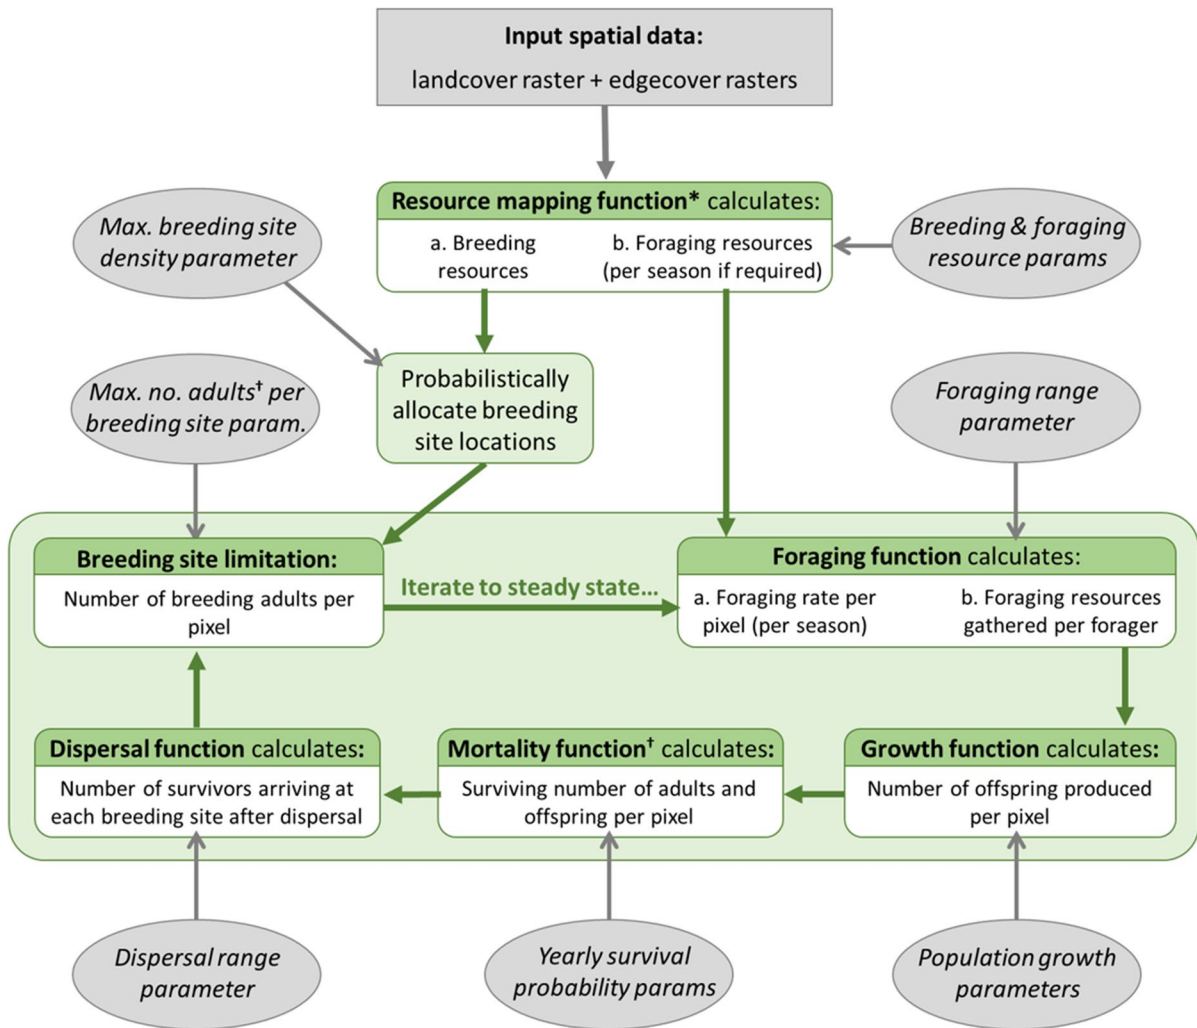 Input spatial data:
landcover raster + edgecover rasters
Resource mapping function* calculates:
a. Breeding
resources
b. Foraging resources
(per season if required)
Max. breeding site
density parameter
Breeding & foraging
resource params
Probabilistically
allocate breeding
site locations
Max. no. adults† per
breeding site param.
Foraging range
parameter
Breeding site limitation:
Number of breeding adults per
pixel
Iterate to steady state...
Foraging function calculates:
a. Foraging rate per
pixel (per season)
b. Foraging resources
gathered per forager
Dispersal function calculates:
Number of survivors arriving at
each breeding site after dispersal
Mortality function† calculates:
Surviving number of adults and
offspring per pixel
Growth function calculates:
Number of offspring produced
per pixel
Dispersal range
parameter
Yearly survival
probability params
Population growth
parameters